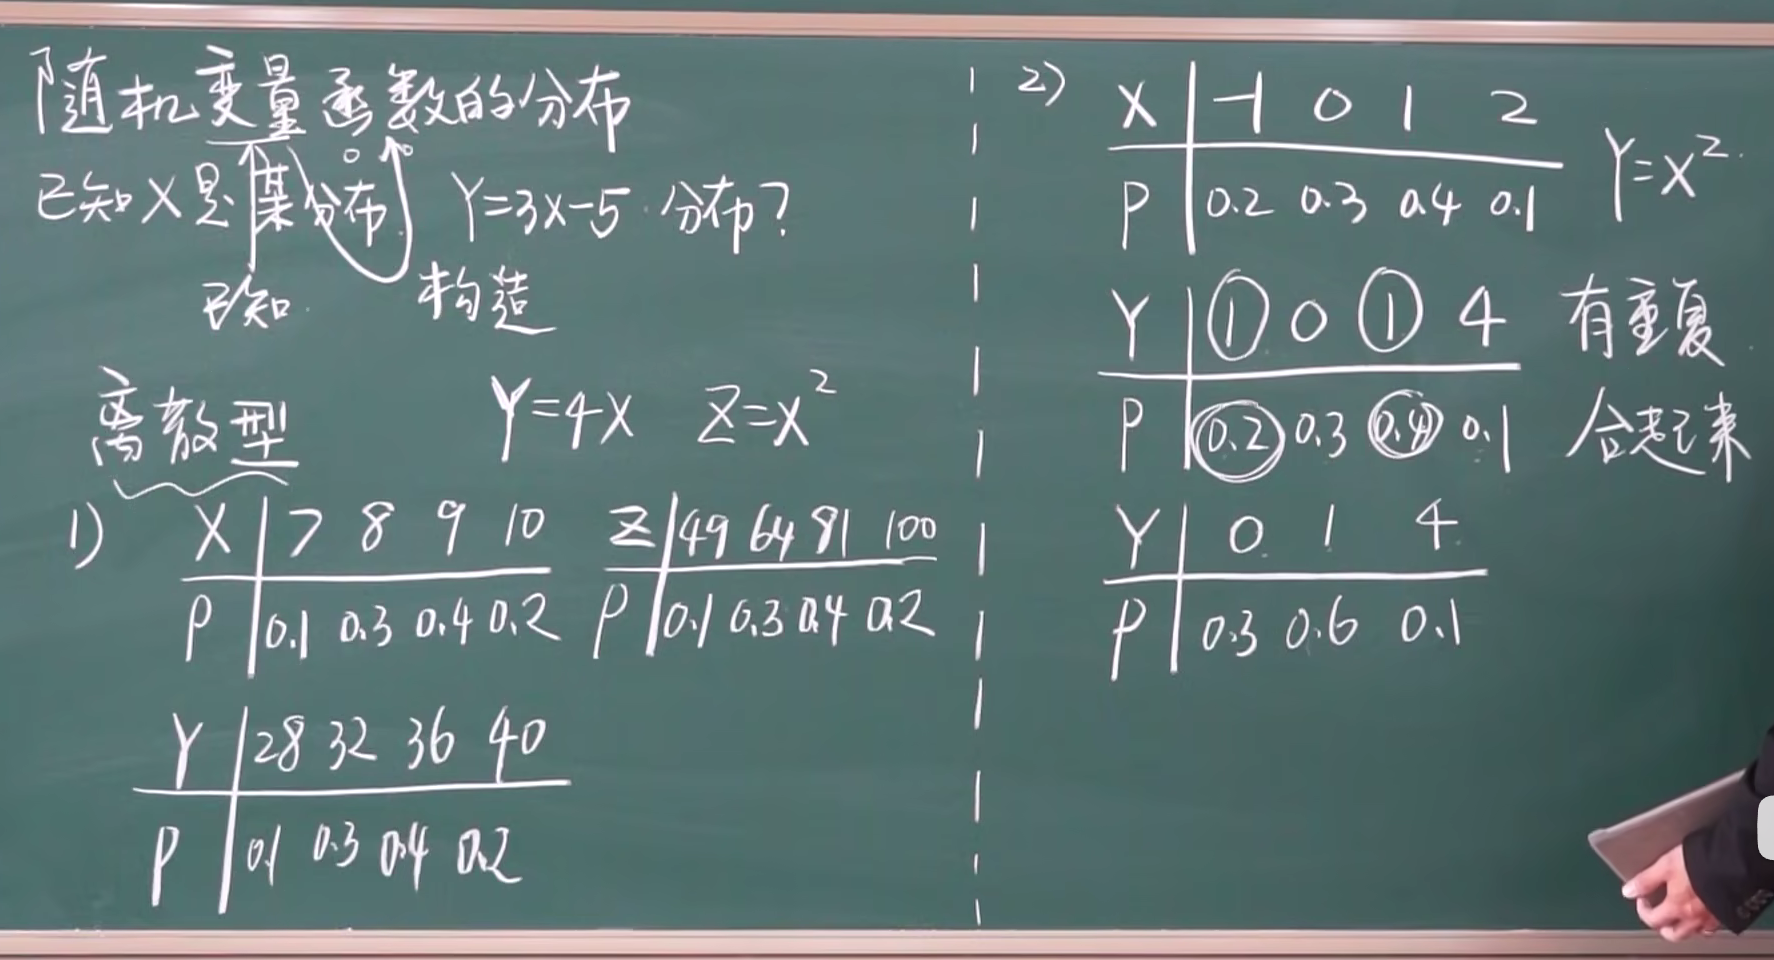 随机变量函数的分布
已知X是某分布 Y=3X-5 分布?
已知 构造
离散型 Y=4X Z=X²
1) X 7 8 9 10
P 0.1 0.3 0.4 0.2
Z 49 64 81 100
P 0.1 0.3 0.4 0.2
Y 28 32 36 40
P 0.1 0.3 0.4 0.2
2) X -1 0 1 2
P 0.2 0.3 0.4 0.1
Y=X²
Y 1 0 1 4 有重复
P 0.2 0.3 0.4 0.1 合起来
Y 0 1 4
P 0.3 0.6 0.1